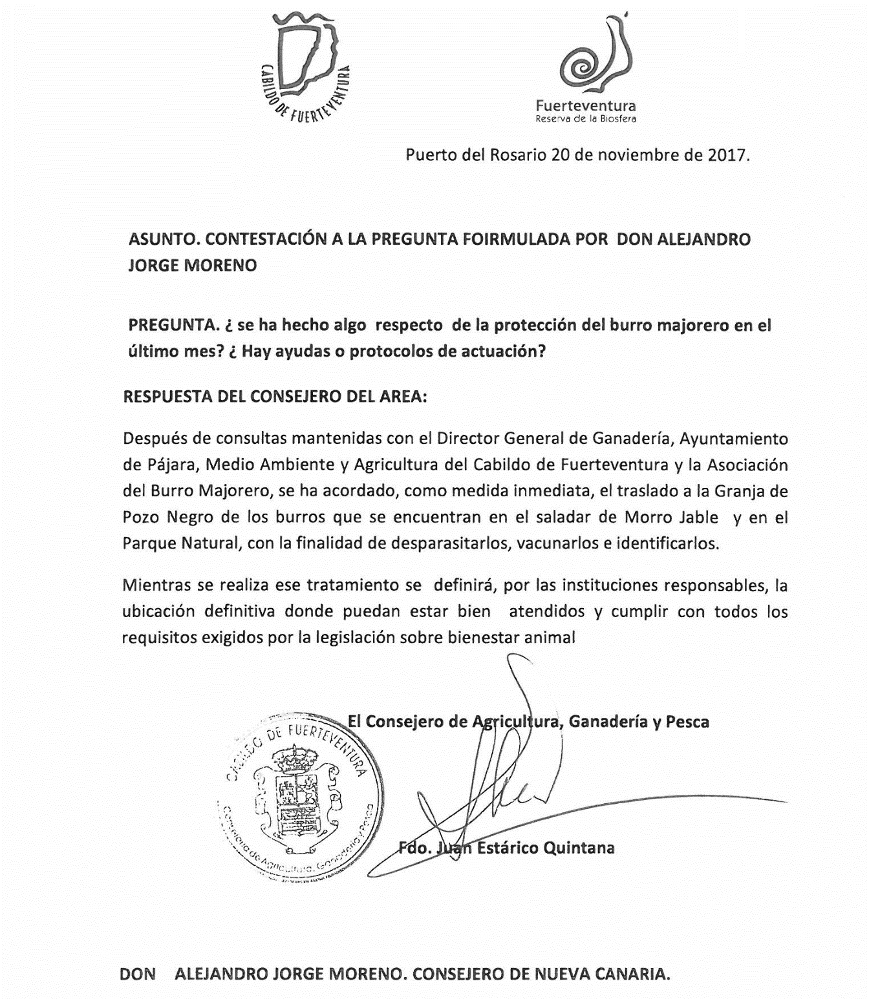 CABILDO DE FUERTEVENTURA
Fuerteventura
Reserva de la Biosfera
Puerto del Rosario 20 de noviembre de 2017.
ASUNTO. CONTESTACIÓN A LA PREGUNTA FOIRMULADA POR DON ALEJANDRO
JORGE MORENO
PREGUNTA. ¿ se ha hecho algo respecto de la protección del burro majorero en el
último mes? ¿ Hay ayudas o protocolos de actuación?
RESPUESTA DEL CONSEJERO DEL AREA:
Después de consultas mantenidas con el Director General de Ganadería, Ayuntamiento
de Pájara, Medio Ambiente y Agricultura del Cabildo de Fuerteventura y la Asociación
del Burro Majorero, se ha acordado, como medida inmediata, el traslado a la Granja de
Pozo Negro de los burros que se encuentran en el saladar de Morro Jable y en el
Parque Natural, con la finalidad de desparasitarlos, vacunarlos e identificarlos.
Mientras se realiza ese tratamiento se definirá, por las instituciones responsables, la
ubicación definitiva donde puedan estar bien atendidos y cumplir con todos los
requisitos exigidos por la legislación sobre bienestar animal
El Consejero de Agricultura, Ganadería y Pesca
CABILDO DE FUERTEVENTURA
Consejería de Agricultura, Ganadería y Pesca
Fdo. Juan Estárico Quintana
DON ALEJANDRO JORGE MORENO. CONSEJERO DE NUEVA CANARIA.